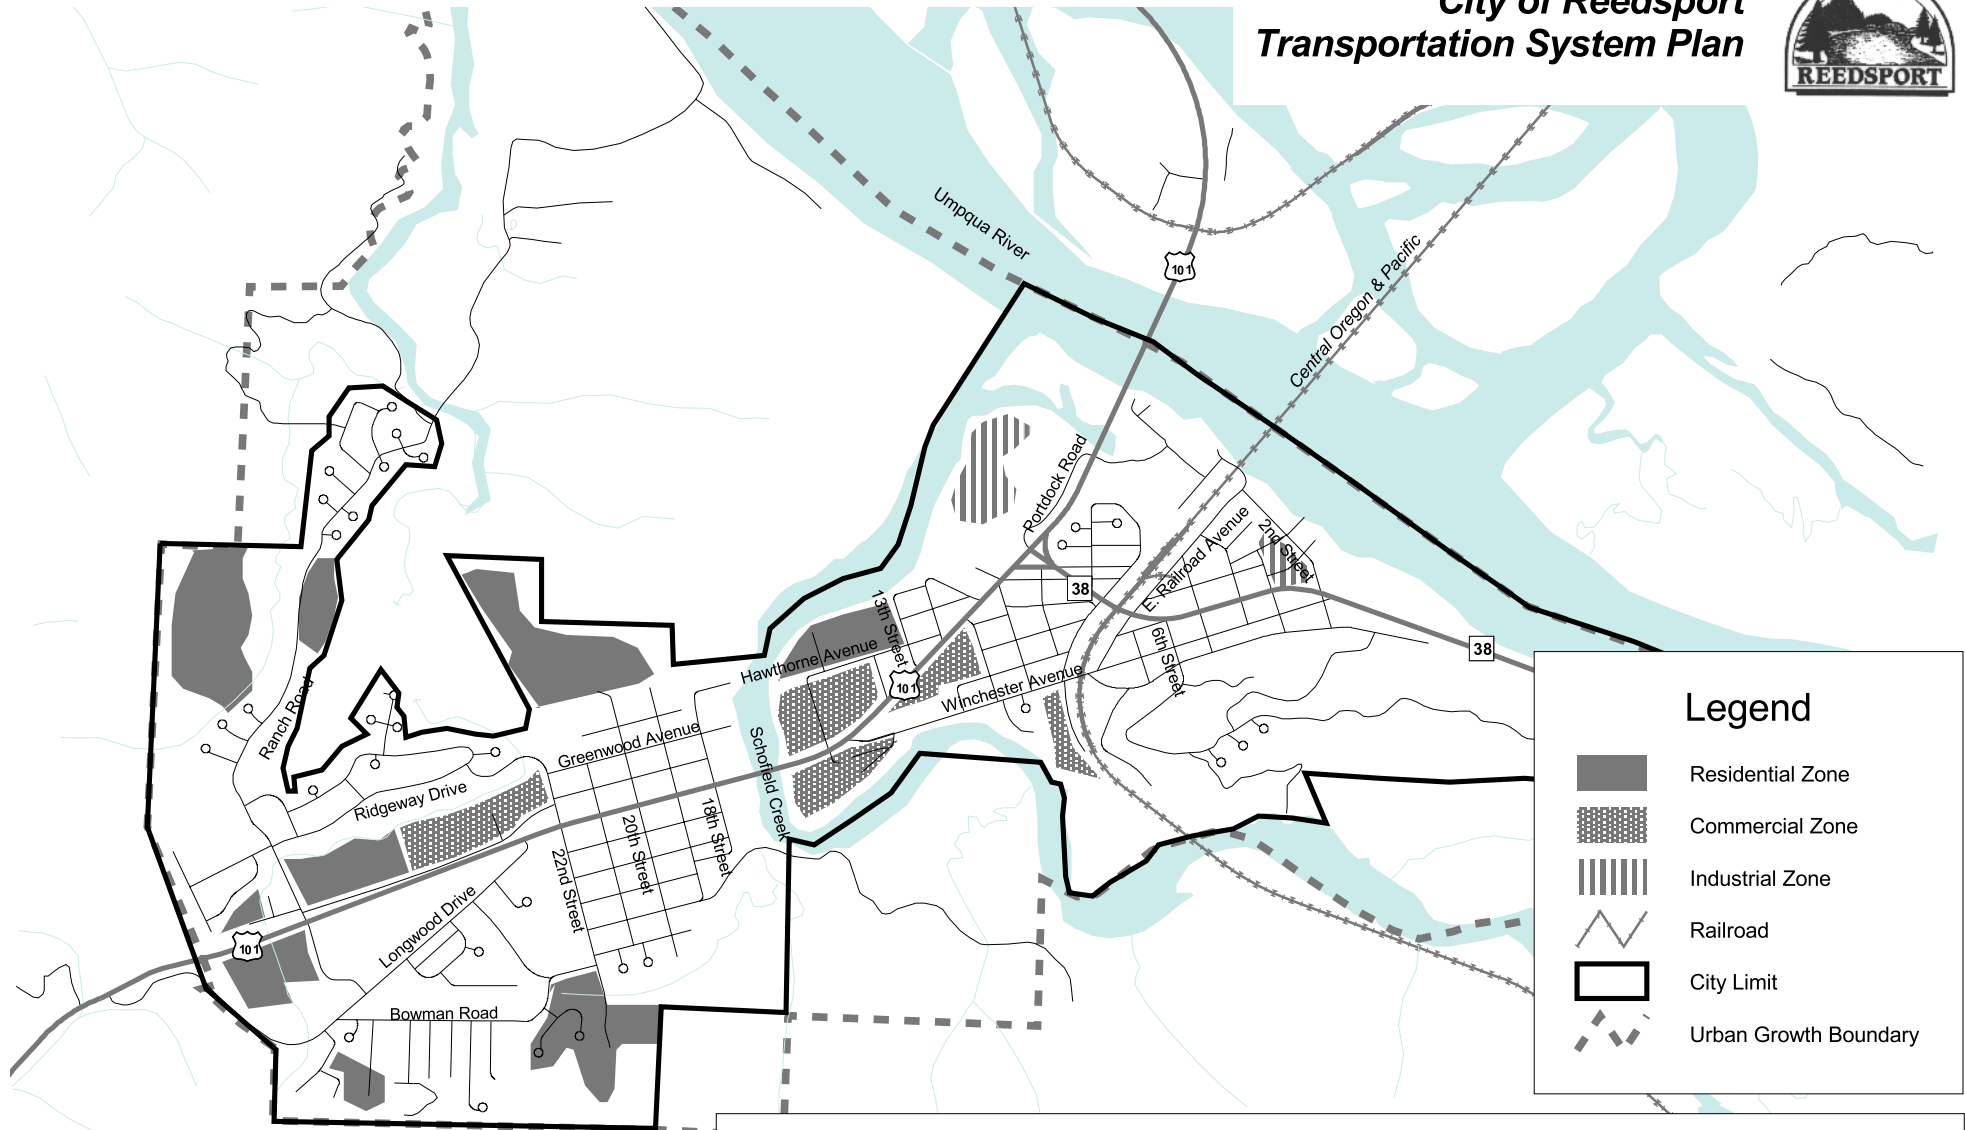 City of Reedsport
Transportation System Plan
REEDSPORT
Umpqua River
101
Central Oregon & Pacific
Portdock Road
2nd Street
E. Railroad Avenue
38
13th Street
Hawthorne Avenue
6th Street
38
101
Winchester Avenue
Ranch Road
Greenwood Avenue
Schofield Creek
Ridgeway Drive
18th Street
20th Street
22nd Street
Longwood Drive
101
Bowman Road
Legend
Residential Zone
Commercial Zone
Industrial Zone
Railroad
City Limit
Urban Growth Boundary